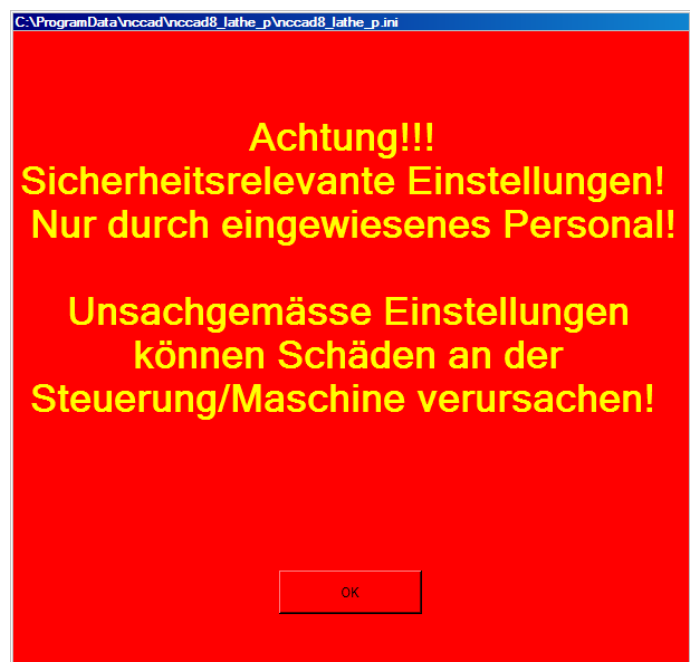 C:\ProgramData\nccad\nccad8_lathe_p\nccad8_lathe_p.ini
Achtung!!!
Sicherheitsrelevante Einstellungen!
Nur durch eingewiesenes Personal!
Unsachgemässe Einstellungen
können Schäden an der
Steuerung/Maschine verursachen!
OK